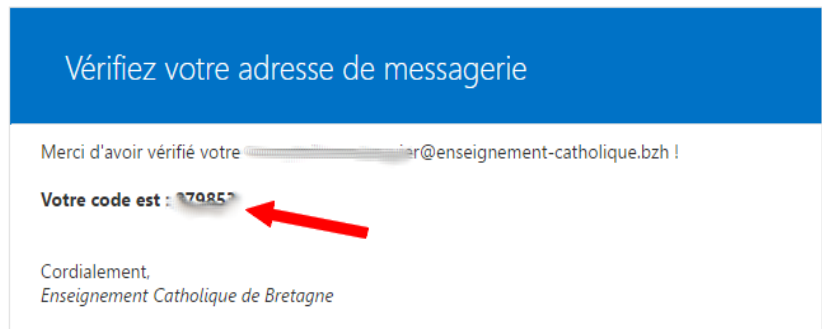 Vérifiez votre adresse de messagerie
Merci d'avoir vérifié votre er@enseignement-catholique.bzh !
Votre code est :
Cordialement,
Enseignement Catholique de Bretagne